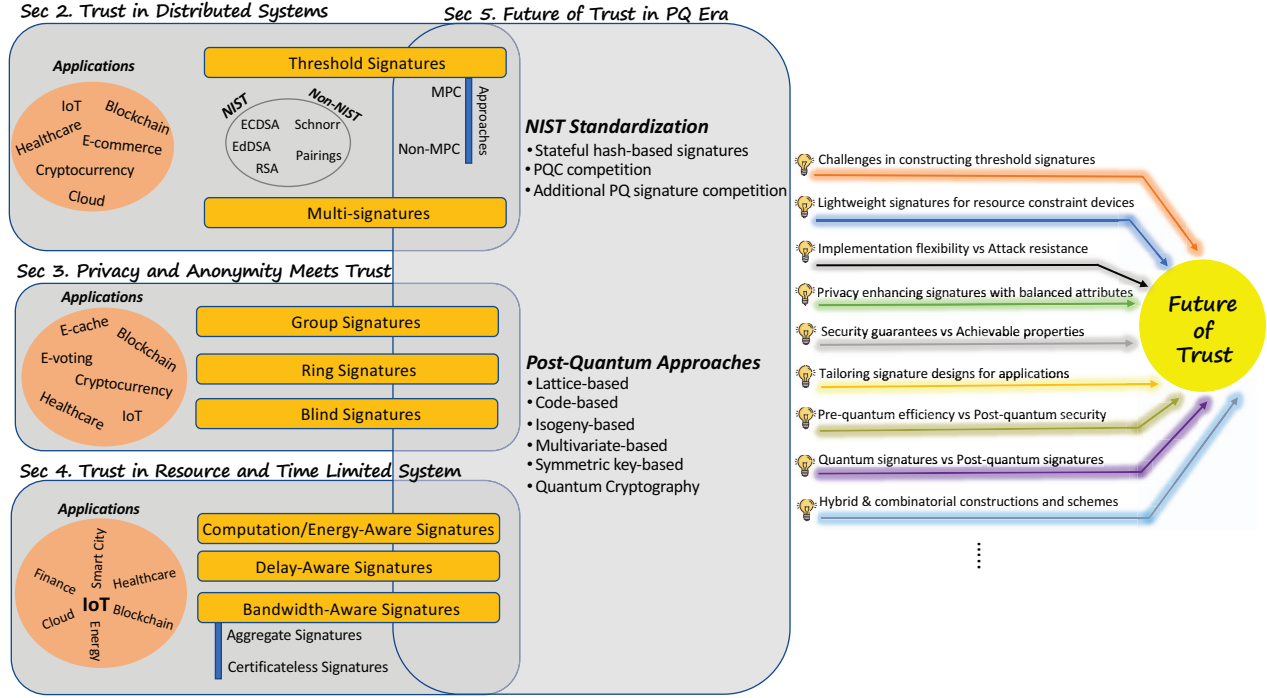 Sec 2. Trust in Distributed Systems
Applications
IoT
Blockchain
Healthcare
E-commerce
Cryptocurrency
Cloud
Threshold Signatures
NIST
Non-NIST
ECDSA
Schnorr
EdDSA
Pairings
RSA
MPC
Non-MPC
Approaches
Multi-signatures
Sec 3. Privacy and Anonymity Meets Trust
Applications
E-cache
Blockchain
E-voting
Cryptocurrency
Healthcare
IoT
Group Signatures
Ring Signatures
Blind Signatures
Sec 4. Trust in Resource and Time Limited System
Applications
Smart City
Finance
Healthcare
IoT
Cloud
Blockchain
Energy
Computation/Energy-Aware Signatures
Delay-Aware Signatures
Bandwidth-Aware Signatures
Aggregate Signatures
Certificateless Signatures
Sec 5. Future of Trust in PQ Era
NIST Standardization
• Stateful hash-based signatures
• PQC competition
• Additional PQ signature competition
Post-Quantum Approaches
• Lattice-based
• Code-based
• Isogeny-based
• Multivariate-based
• Symmetric key-based
• Quantum Cryptography
Challenges in constructing threshold signatures
Lightweight signatures for resource constraint devices
Implementation flexibility vs Attack resistance
Privacy enhancing signatures with balanced attributes
Security guarantees vs Achievable properties
Tailoring signature designs for applications
Pre-quantum efficiency vs Post-quantum security
Quantum signatures vs Post-quantum signatures
Hybrid & combinatorial constructions and schemes
Future
of
Trust